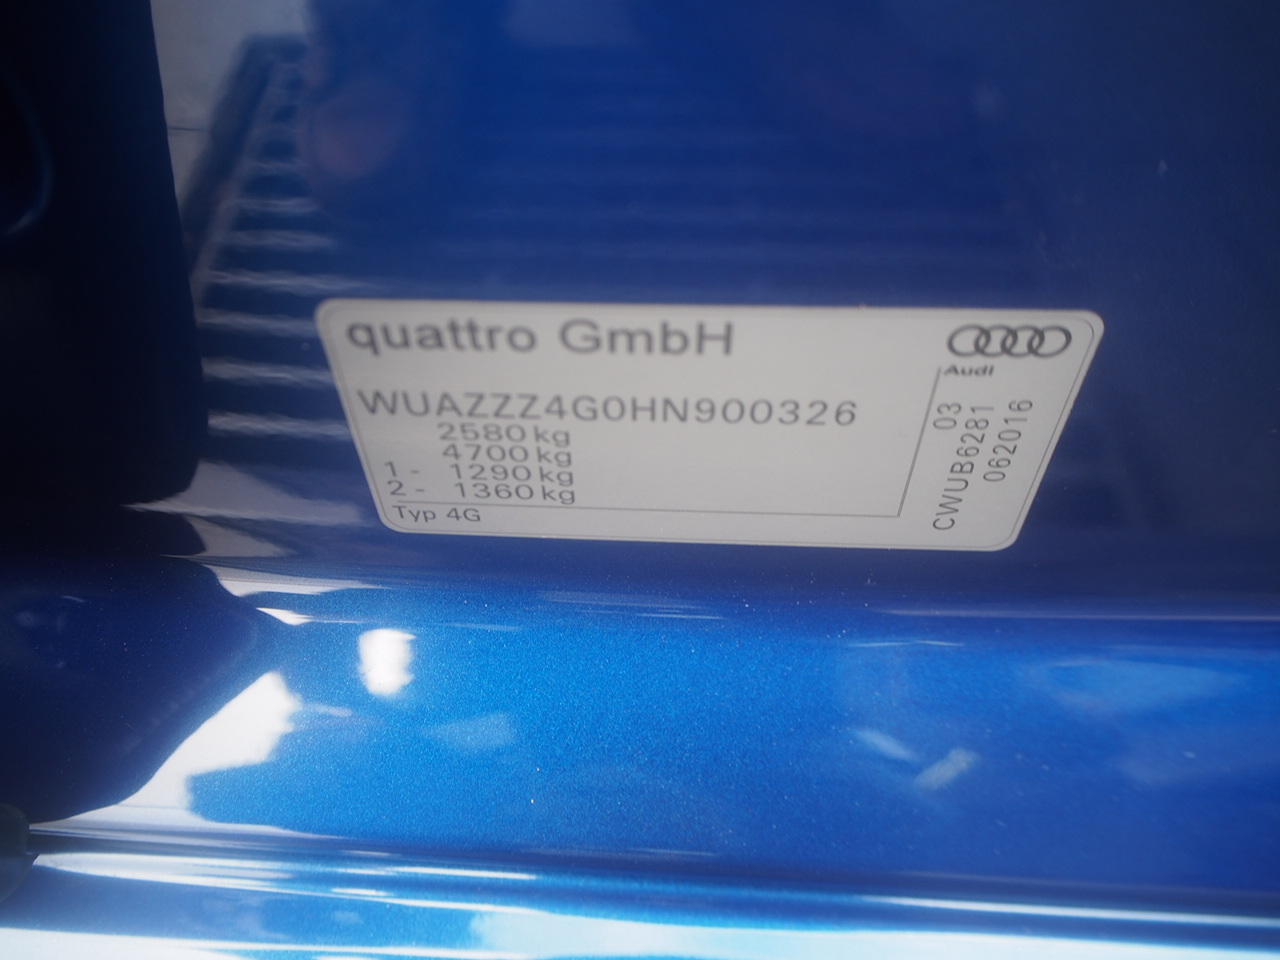 quattro GmbH
Audi
WUAZZZ4G0HN900326
2580 kg
4700 kg
1 - 1290 kg
2 - 1360 kg
Typ 4G
CWUB6281 03
062016